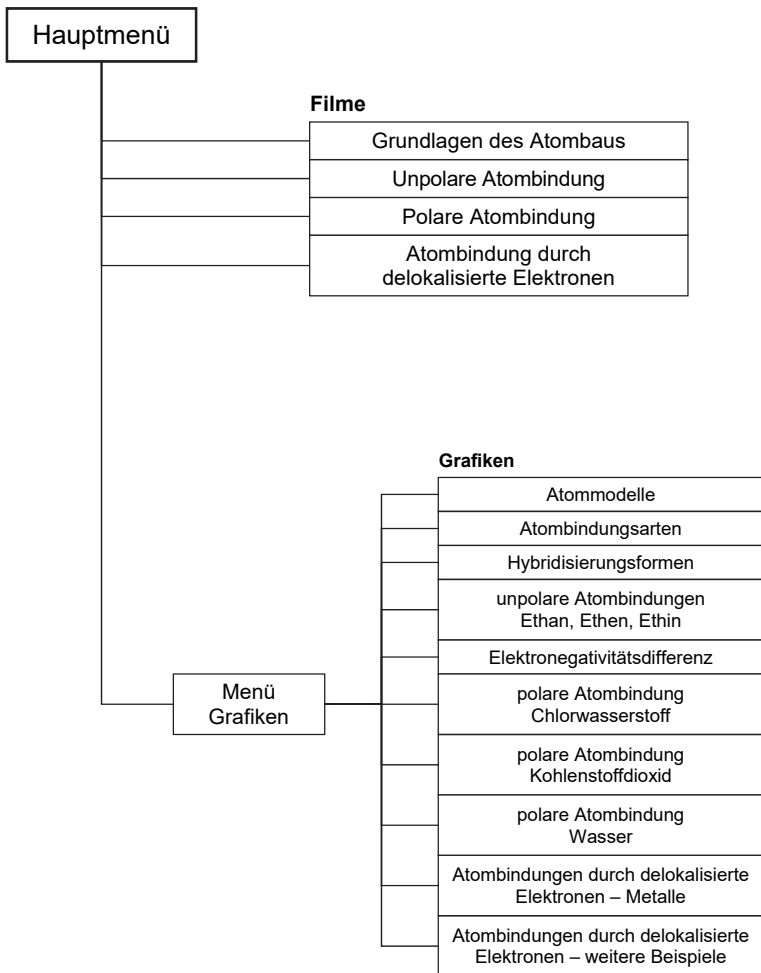 Hauptmenü
Filme
Grundlagen des Atombaus
Unpolare Atombindung
Polare Atombindung
Atombindung durch
delokalisierte Elektronen
Grafiken
Atommodelle
Atombindungsarten
Hybridisierungsformen
unpolare Atombindungen
Ethan, Ethen, Ethin
Elektronegativitätsdifferenz
Menü
Grafiken
polare Atombindung
Chlorwasserstoff
polare Atombindung
Kohlenstoffdioxid
polare Atombindung
Wasser
Atombindungen durch delokalisierte
Elektronen – Metalle
Atombindungen durch delokalisierte
Elektronen – weitere Beispiele